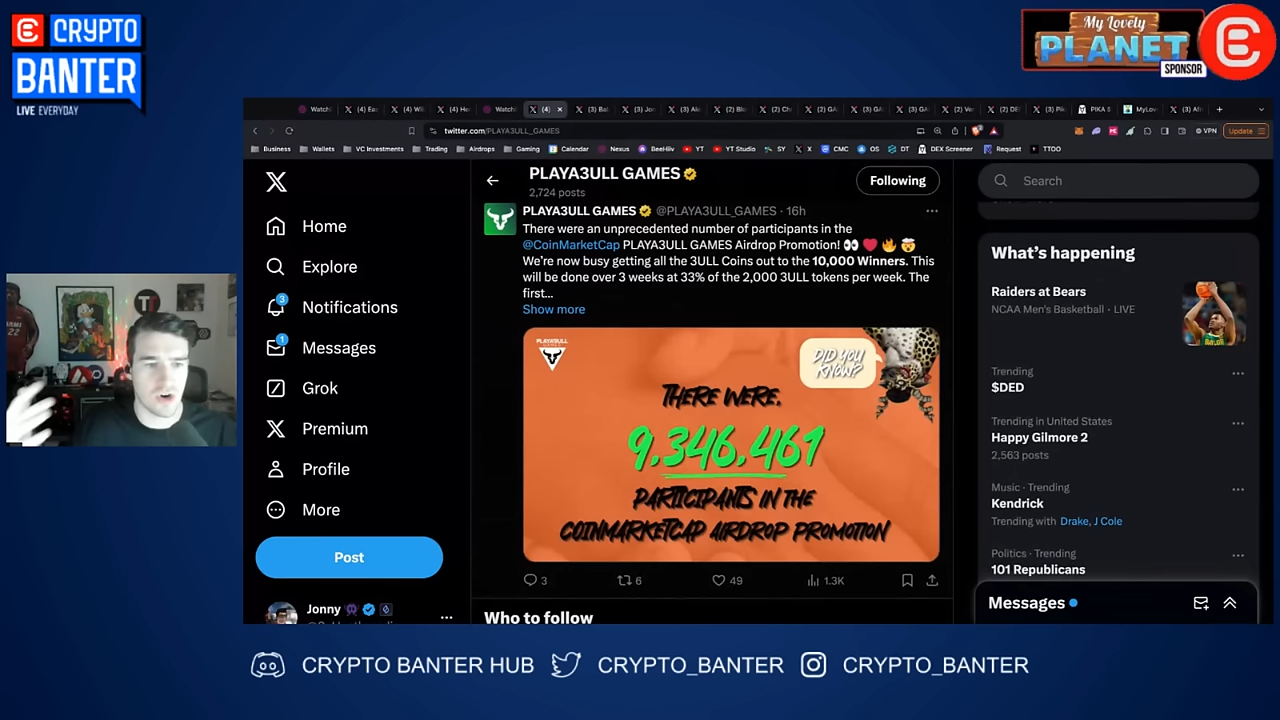 CRYPTO
BANTER
LIVE EVERYDAY
My Lovely
PLANET
SPONSOR
twitter.com/PLAYA3ULL_GAMES
VPN
Update
Business
Wallets
VC Investments
Trading
Airdrops
Gaming
Calendar
Nexus
BeeHiiv
YT
YT Studio
SY
X
CMC
OS
DT
DEX Screener
Request
TTDO
Home
Explore
3
Notifications
1
Messages
Grok
Premium
Profile
More
Post
Jonny
PLAYA3ULL GAMES
2,724 posts
Following
PLAYA3ULL GAMES @PLAYA3ULL_GAMES · 16h
There were an unprecedented number of participants in the
@CoinMarketCap PLAYA3ULL GAMES Airdrop Promotion! 👀 ❤️ 🔥 🤯
We're now busy getting all the 3ULL Coins out to the 10,000 Winners. This
will be done over 3 weeks at 33% of the 2,000 3ULL tokens per week. The
first...
Show more
PLAYA3ULL
GAMES
DID YOU
KNOW?
THERE WERE.
9.346.461
PARTICIPANTS IN THE
COINMARKETCAP AIRDROP PROMOTION
3
6
49
1.3K
Who to follow
Search
What's happening
Raiders at Bears
NCAA Men's Basketball · LIVE
Trending
$DED
Trending in United States
Happy Gilmore 2
2,563 posts
Music · Trending
Kendrick
Trending with Drake, J Cole
Politics · Trending
101 Republicans
Messages
CRYPTO BANTER HUB
CRYPTO_BANTER
CRYPTO_BANTER